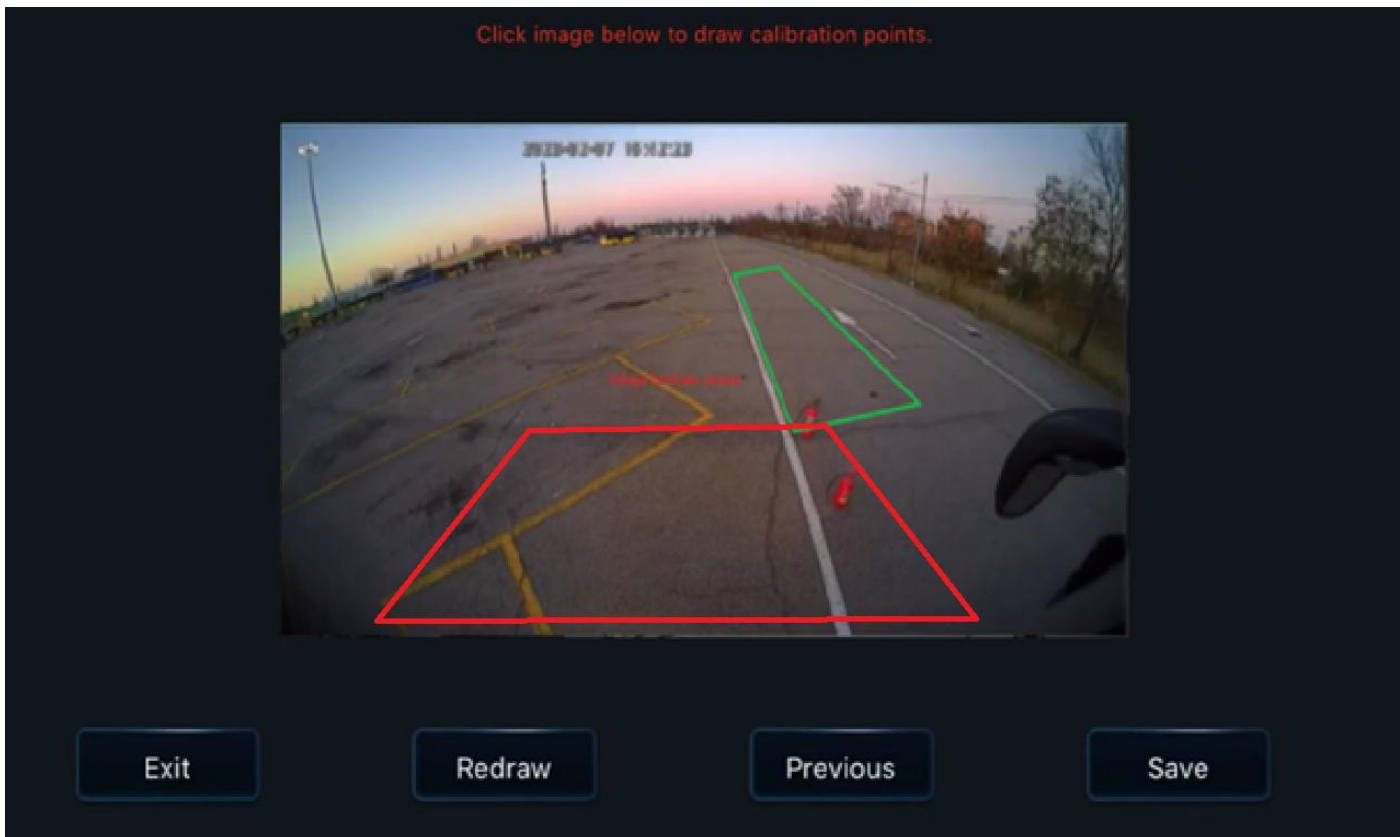 Click image below to draw calibration points.
Exit
Redraw
Previous
Save